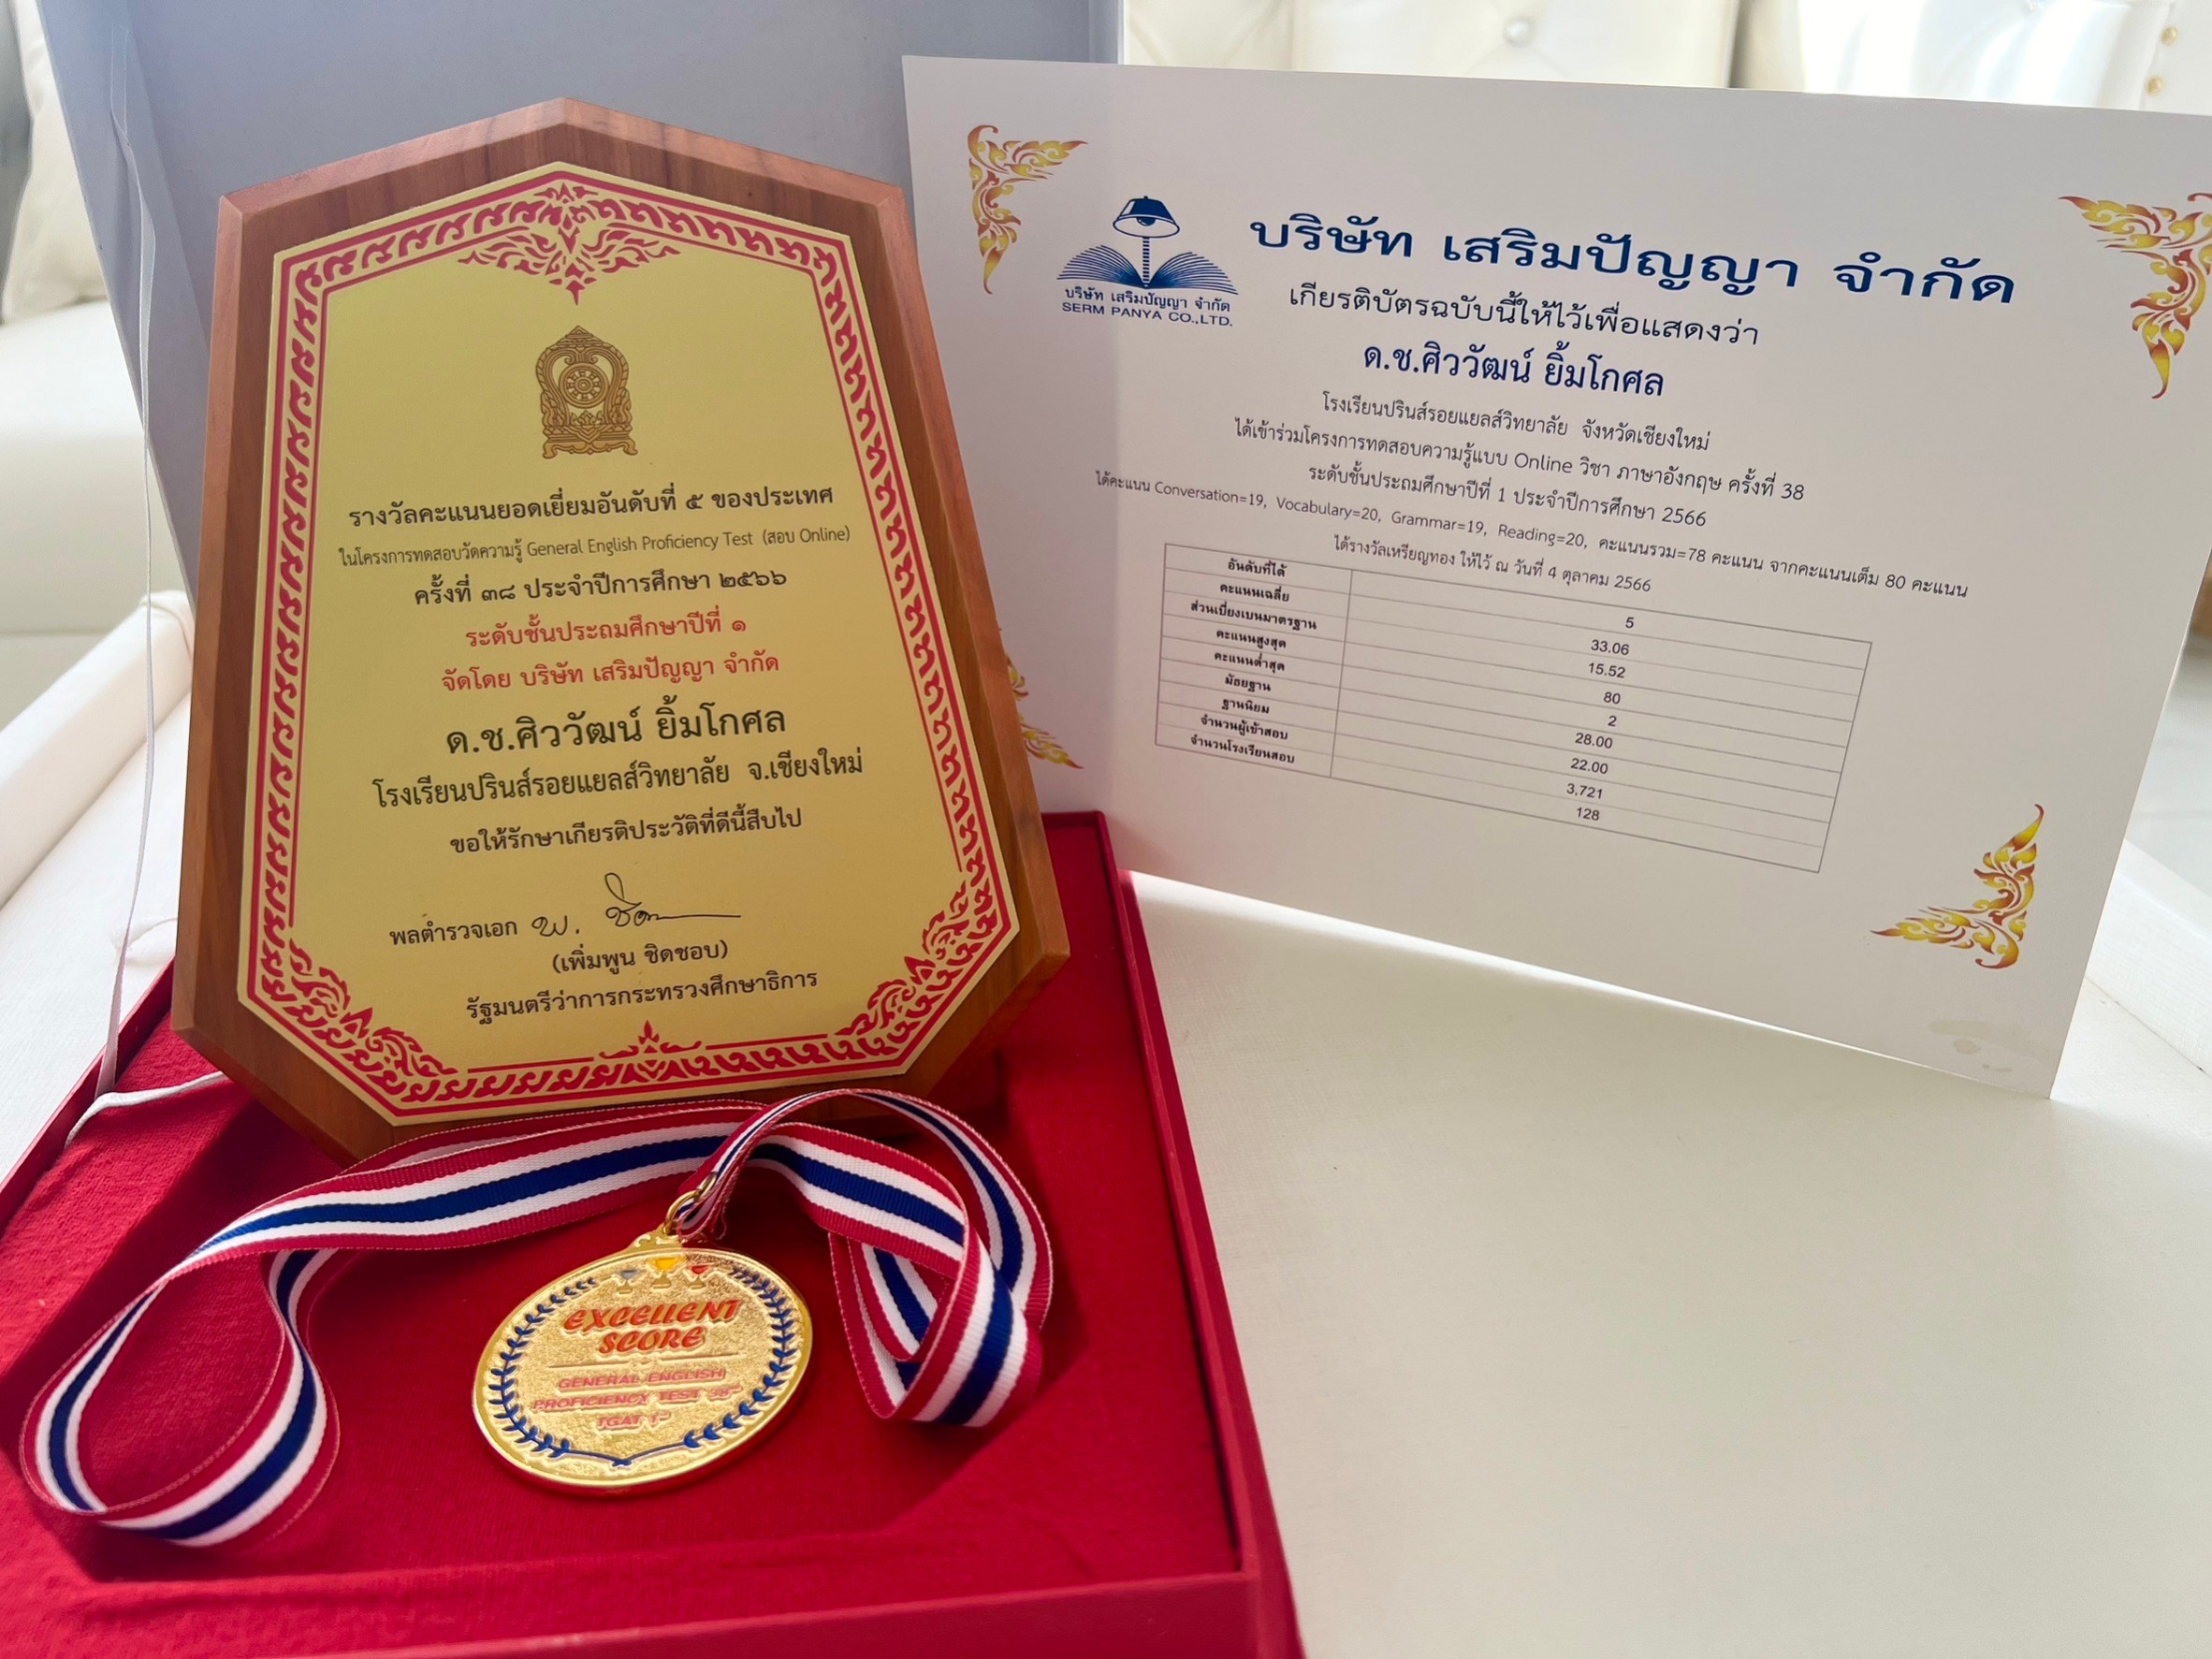 รางวัลคะแนนยอดเยี่ยมอันดับที่ ๕ ของประเทศ
ในโครงการทดสอบวัดความรู้ General English Proficiency Test (สอบ Online)
ครั้งที่ ๓๘ ประจำปีการศึกษา ๒๕๖๖
ระดับชั้นประถมศึกษาปีที่ ๑
จัดโดย บริษัท เสริมปัญญา จำกัด
ด.ช.ศิววัฒน์ ยิ้มโกศล
โรงเรียนปรินส์รอยแยลส์วิทยาลัย จ.เชียงใหม่
ขอให้รักษาเกียรติประวัติที่ดีนี้สืบไป
พลตำรวจเอก
(เพิ่มพูน ชิดชอบ)
รัฐมนตรีว่าการกระทรวงศึกษาธิการ
บริษัท เสริมปัญญา จำกัด
SERM PANYA CO.,LTD.
บริษัท เสริมปัญญา จำกัด
เกียรติบัตรฉบับนี้ให้ไว้เพื่อแสดงว่า
ด.ช.ศิววัฒน์ ยิ้มโกศล
โรงเรียนปรินส์รอยแยลส์วิทยาลัย จังหวัดเชียงใหม่
ได้เข้าร่วมโครงการทดสอบความรู้แบบ Online วิชา ภาษาอังกฤษ ครั้งที่ 38
ระดับชั้นประถมศึกษาปีที่ 1 ประจำปีการศึกษา 2566
ได้คะแนน Conversation=19, Vocabulary=20, Grammar=19, Reading=20, คะแนนรวม=78 คะแนน จากคะแนนเต็ม 80 คะแนน
ได้รางวัลเหรียญทอง ให้ไว้ ณ วันที่ 4 ตุลาคม 2566
อันดับที่ได้ 5
คะแนนเฉลี่ย 33.06
ส่วนเบี่ยงเบนมาตรฐาน 15.52
คะแนนสูงสุด 80
คะแนนต่ำสุด 2
มัธยฐาน 28.00
ฐานนิยม 22.00
จำนวนผู้เข้าสอบ 3,721
จำนวนโรงเรียนสอบ 128
EXCELLENT
SCORE
GENERAL ENGLISH
PROFICIENCY TEST 38